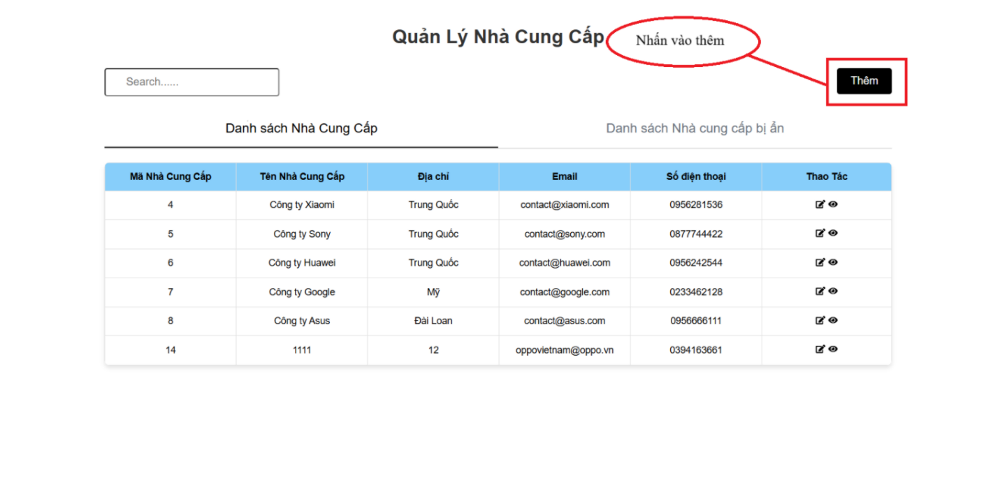 Quản Lý Nhà Cung Cấp
Nhấn vào thêm
Search......
Thêm
Danh sách Nhà Cung Cấp
Danh sách Nhà cung cấp bị ẩn
Mã Nhà Cung Cấp Tên Nhà Cung Cấp Địa chí Email Số điện thoại Thao Tác
4 Công ty Xiaomi Trung Quốc contact@xiaomi.com 0956281536
5 Công ty Sony Trung Quốc contact@sony.com 0877744422
6 Công ty Huawei Trung Quốc contact@huawei.com 0956242544
7 Công ty Google Mỹ contact@google.com 0233462128
8 Công ty Asus Đài Loan contact@asus.com 0956666111
14 1111 12 oppovietnam@oppo.vn 0394163661